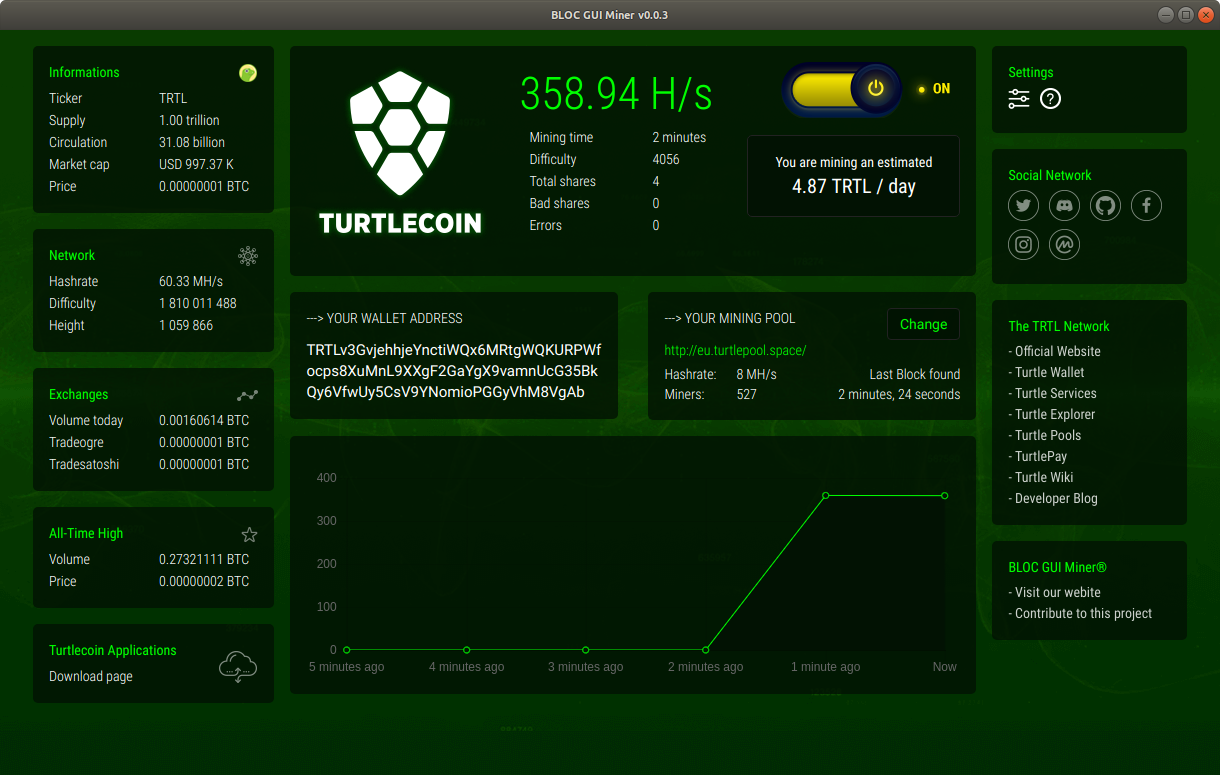 BLOC GUI Miner v0.0.3
Informations
Ticker TRTL
Supply 1.00 trillion
Circulation 31.08 billion
Market cap USD 997.37 K
Price 0.00000001 BTC
Network
Hashrate 60.33 MH/s
Difficulty 1 810 011 488
Height 1 059 866
Exchanges
Volume today 0.00160614 BTC
Tradeogre 0.00000001 BTC
Tradesatoshi 0.00000001 BTC
All-Time High
Volume 0.27321111 BTC
Price 0.00000002 BTC
Turtlecoin Applications
Download page
TURTLECOIN
358.94 H/s
Mining time 2 minutes
Difficulty 4056
Total shares 4
Bad shares 0
Errors 0
ON
You are mining an estimated
4.87 TRTL / day
---> YOUR WALLET ADDRESS
TRTLv3GvjehhjeYnctiWQx6MRtgWQKURPWf
ocps8XuMnL9XXgF2GaYgX9vamnUcG35Bk
Qy6VfwUy5CsV9YNomioPGGyVhM8VgAb
---> YOUR MINING POOL
Change
http://eu.turtlepool.space/
Hashrate: 8 MH/s Last Block found
Miners: 527 2 minutes, 24 seconds
400
300
200
100
0
5 minutes ago 4 minutes ago 3 minutes ago 2 minutes ago 1 minute ago Now
Settings
Social Network
The TRTL Network
- Official Website
- Turtle Wallet
- Turtle Services
- Turtle Explorer
- Turtle Pools
- TurtlePay
- Turtle Wiki
- Developer Blog
BLOC GUI Miner®
- Visit our webite
- Contribute to this project